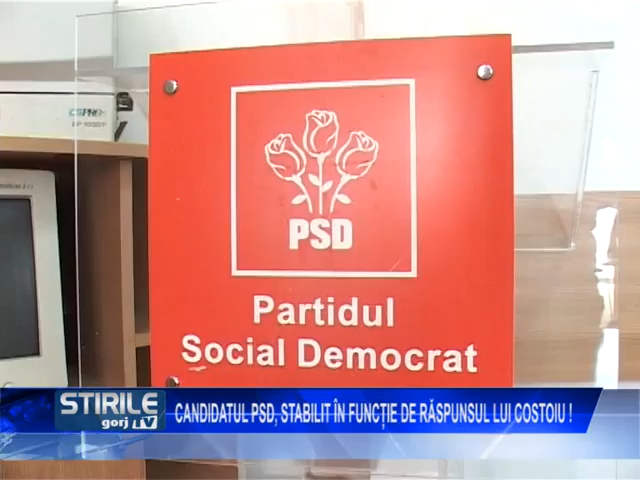 PSD
Partidul
Social Democrat
STIRILE
gorj TV
CANDIDATUL PSD, STABILIT ÎN FUNCȚIE DE RĂSPUNSUL LUI COSTOIU !